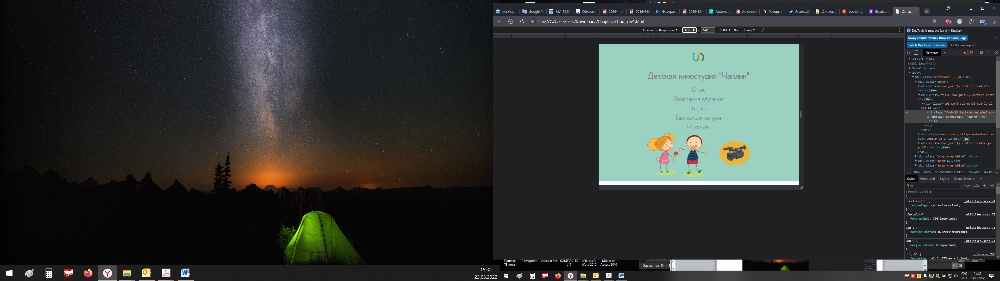 desktop –
Google П
МИ_3650
Область-
2016-mp
2016-646
Федераль
2019-581
Automate
Advanced
Роторы г
Яндекс.Д
Диплом.
bootstrap
Breakpoin
Детска
file:///C:/Users/user/Downloads/Chaplin_school_rev1.html
Dimensions: Responsive
768 × 541
100%
No throttling
DevTools is now available in Russian!
Always match Yandex Browser's language
Switch DevTools to Russian
Don't show again
Elements
Детская киностудия "Чаплин"
О нас
Программа обучения
Отзывы
Записаться на урок
Контакты
<!DOCTYPE html>
<html lang="ru">
<head>…</head>
<body>
<div class="container-fluid p-0">
<div class="wrap">
<div class="row justify-content-center">…
</div> flex
<div class="title row justify-content-cente
r"> flex
<div class="col-sm-8 col-md-10 col-lg-12
col-xl-12">
<h1 class="fw-bold text-center mb-0 pb-
2">Детская киностудия "Чаплин"</h1>
== $0
</div>
</div>
<div class="menu row justify-content-center
text-center gx-1">…</div> flex
<div class="row justify-content-center gx-5
pb-3">…</div> flex
</div>
<div class="wrap wrap_white">…</div>
<div class="wrap">…</div>
<div class="wrap wrap_white">…</div>
… html body div.container-fluid.p-0 div.wrap div.titl …
Styles Computed Layout Event Listeners
Filter :hov .cls +
element.style {
}
.text-center { _utilities.scss:71
text-align: center!important;
}
.fw-bold { _utilities.scss:71
font-weight: 700!important;
}
.pb-2 { _utilities.scss:71
padding-bottom: 0.5rem!important;
}
.mb-0 { _utilities.scss:71
margin-bottom: 0!important;
}
.h1, h1 { _rfs.scss:298
font-size: calc(1.375rem + 1.5vw);
Пример
ТЗ.docx
Powerpoint
Acrobat Pro
КОМПАС-3D
v17
Microsoft
Word 2010
Microsoft
Access 2010
Элементов: 90
15:32
23.03.2022
РУС
RUT
15:32
23.03.2022